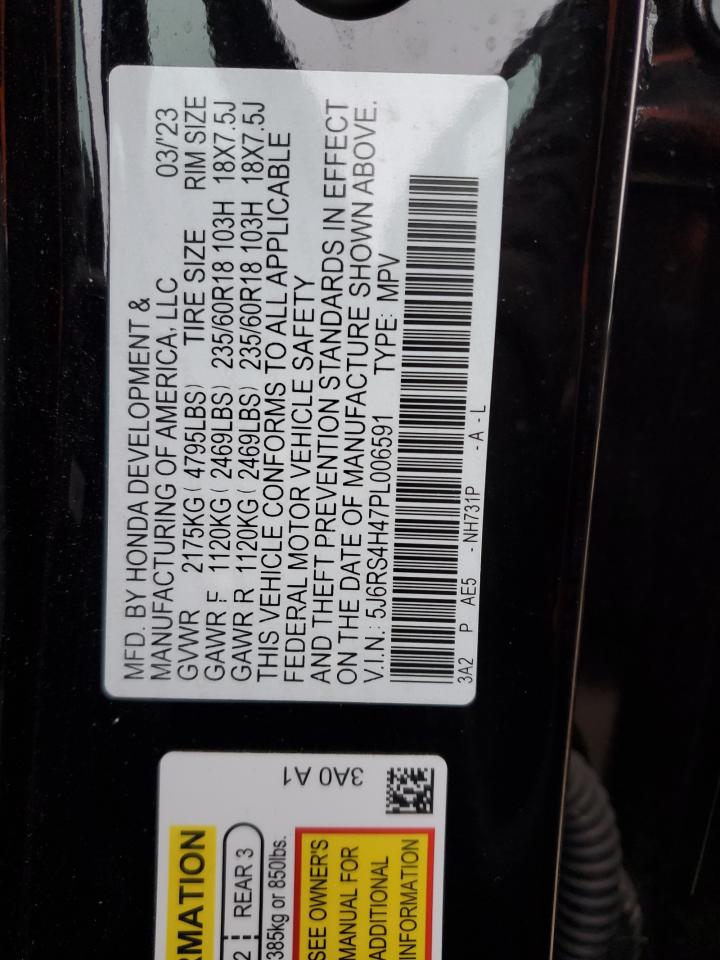 MFD. BY HONDA DEVELOPMENT &
MANUFACTURING OF AMERICA, LLC 03/'23
GVWR 2175KG ( 4795LBS) TIRE SIZE RIM SIZE
GAWR F 1120KG ( 2469LBS) 235/60R18 103H 18X7.5J
GAWR R 1120KG ( 2469LBS) 235/60R18 103H 18X7.5J
THIS VEHICLE CONFORMS TO ALL APPLICABLE
FEDERAL MOTOR VEHICLE SAFETY
AND THEFT PREVENTION STANDARDS IN EFFECT
ON THE DATE OF MANUFACTURE SHOWN ABOVE.
V.I.N.: 5J6RS4H47PL006591 TYPE: MPV
3A2 P AE5 - NH731P - A - L
3A0 A1
RMATION
2 REAR 3
385kg or 850lbs.
SEE OWNER'S
MANUAL FOR
ADDITIONAL
INFORMATION